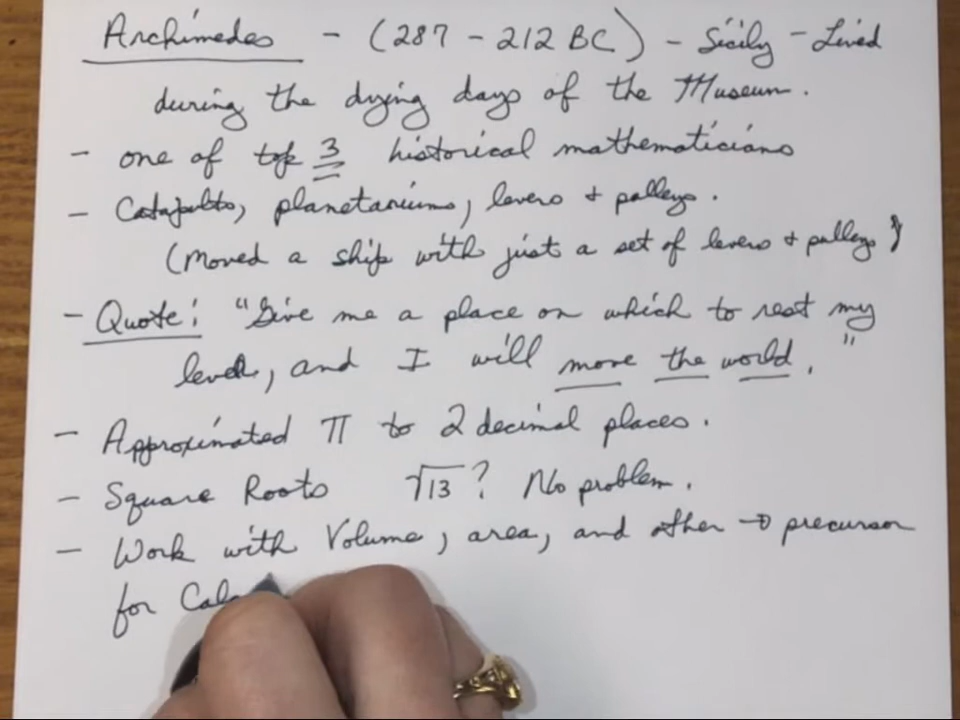 Archimedes - (287 - 212 BC) - Sicily - Lived
during the dying days of the Museum.
- one of top 3 historical mathematicians
- Catapults, planetariums, levers + pulleys.
(Moved a ship with just a set of levers + pulleys)
- Quote: "Give me a place on which to rest my
lever, and I will move the world."
- Approximated π to 2 decimal places.
- Square Roots √13? No problem.
- Work with Volume, area, and other → precursor
for Calc